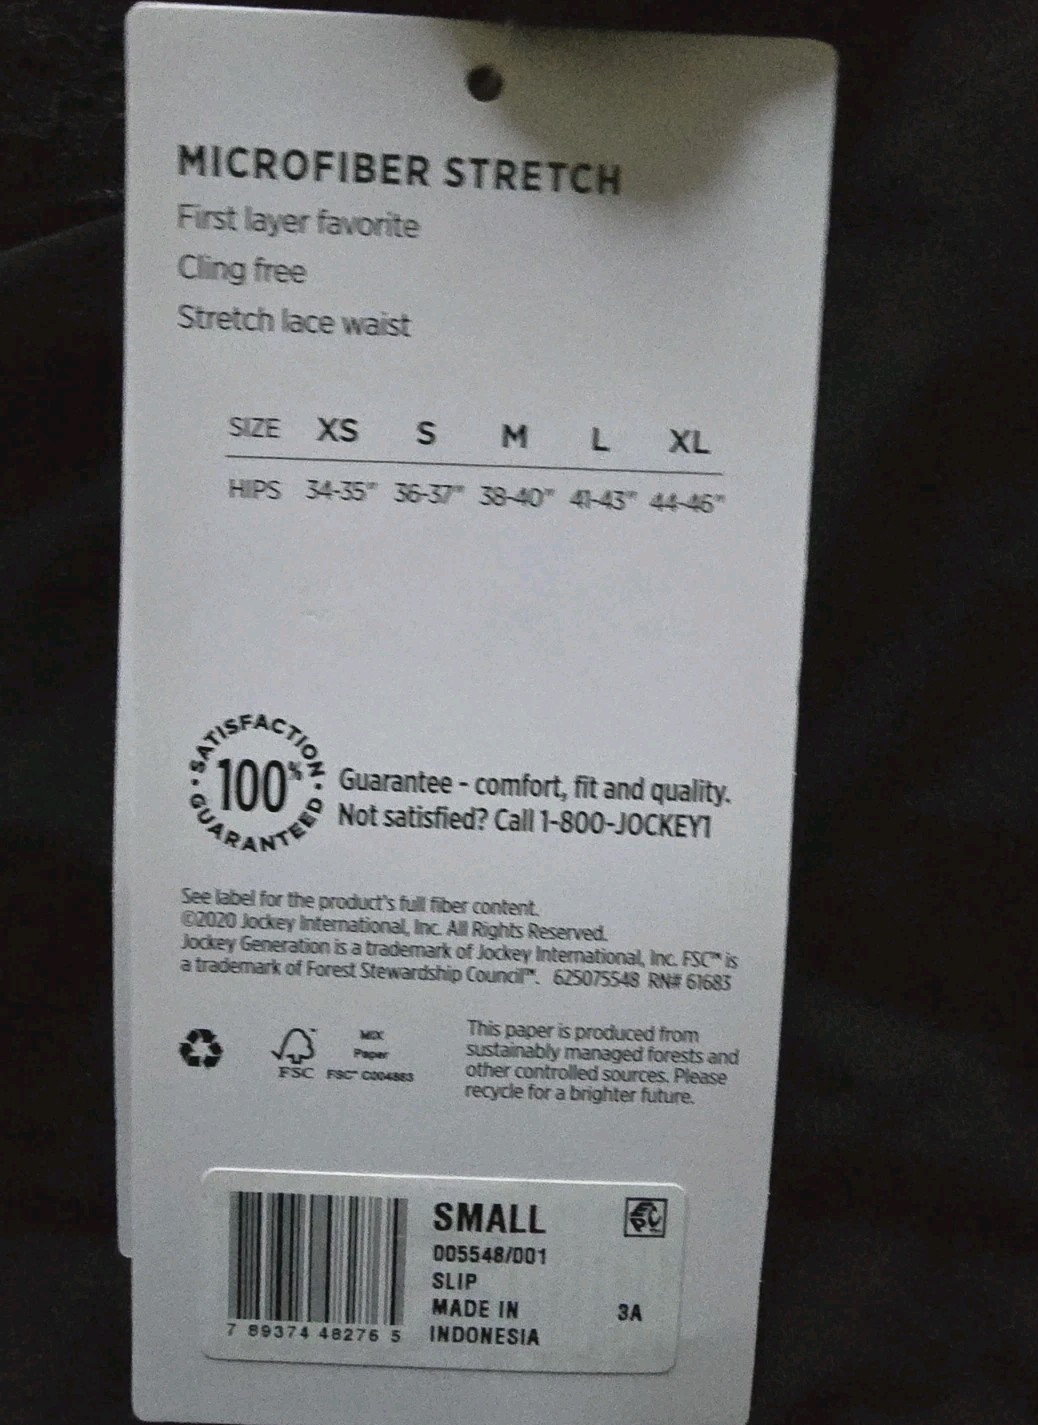 MICROFIBER STRETCH
First layer favorite
Cling free
Stretch lace waist
SIZE XS S M L XL
HIPS 34-35" 36-37" 38-40" 41-43" 44-46"
SATISFACTION
100%
GUARANTEED
Guarantee - comfort, fit and quality.
Not satisfied? Call 1-800-JOCKEY1
See label for the product's full fiber content.
©2020 Jockey International, Inc. All Rights Reserved.
Jockey Generation is a trademark of Jockey International, Inc. FSC™ is
a trademark of Forest Stewardship Council™. 625075548 RN# 61683
MIX
Paper
FSC FSC™ C004883
This paper is produced from
sustainably managed forests and
other controlled sources. Please
recycle for a brighter future.
SMALL
005548/001
SLIP
MADE IN
INDONESIA
3A
7 89374 48276 5